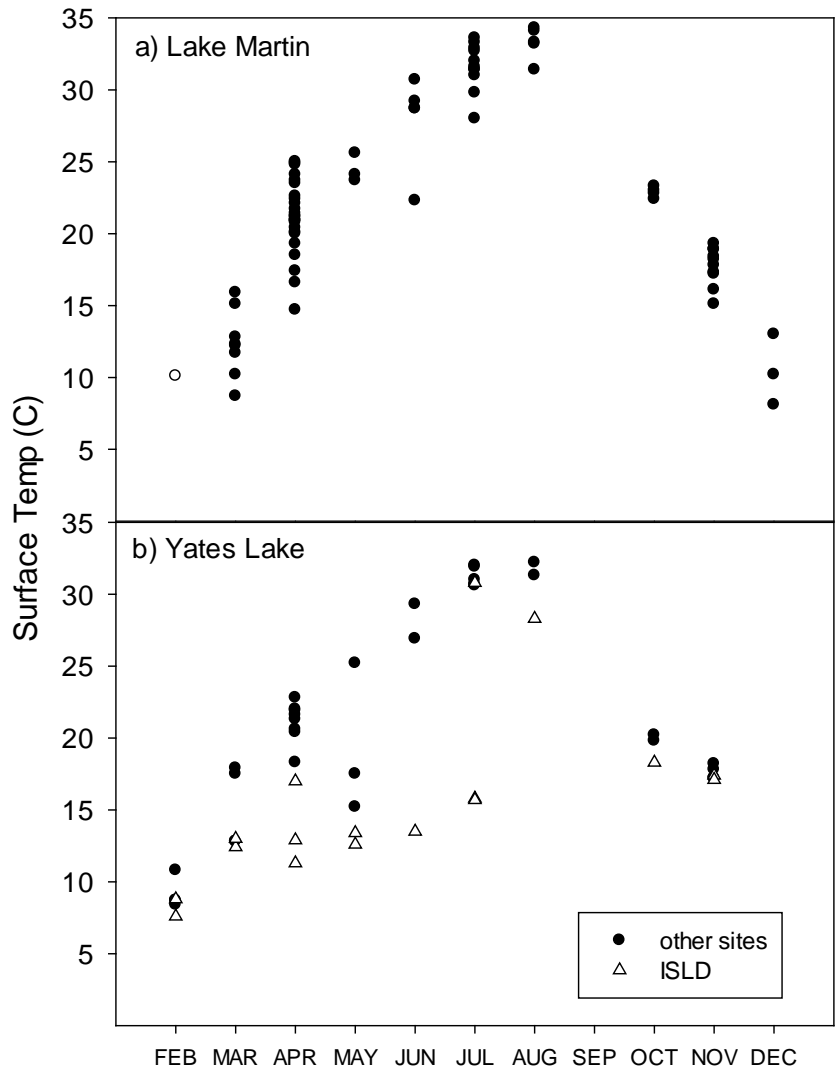 35
a) Lake Martin
30
25
20
15
10
5
Surface Temp (C)
35
b) Yates Lake
30
25
20
15
10
5
other sites
ISLD
FEB MAR APR MAY JUN JUL AUG SEP OCT NOV DEC